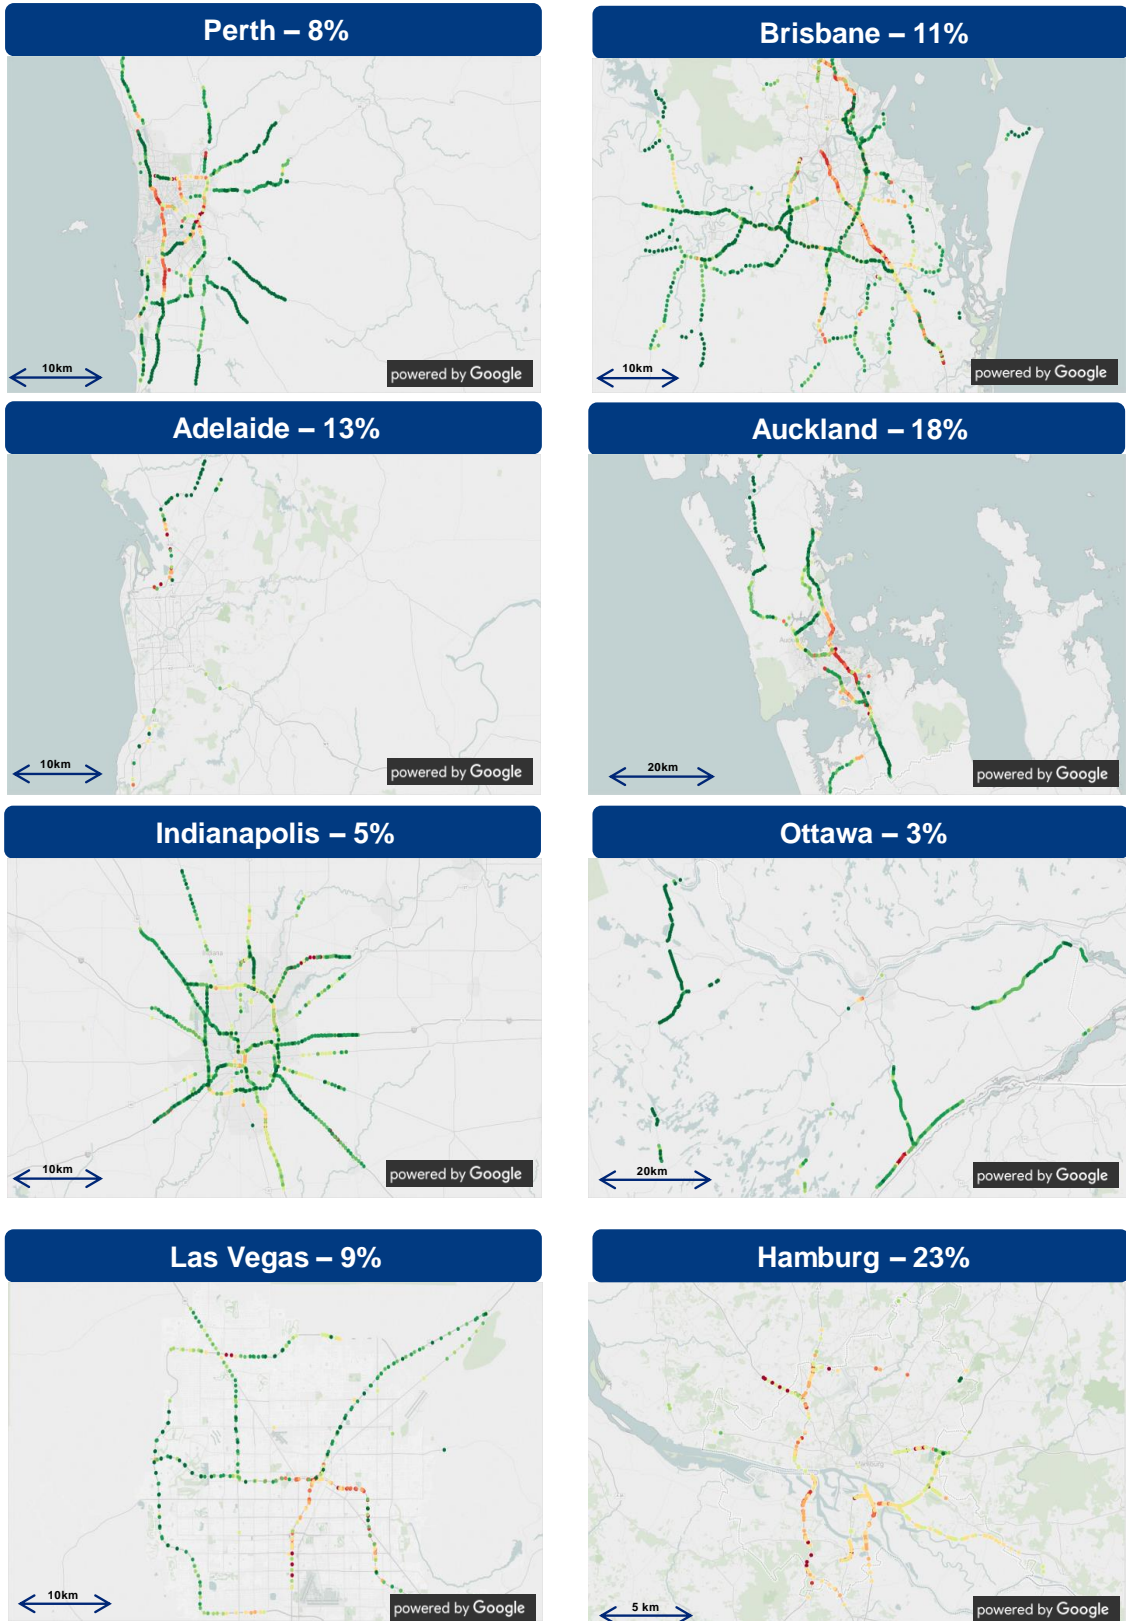 Perth – 8%
Brisbane – 11%
10km
powered by Google
10km
powered by Google
Adelaide – 13%
Auckland – 18%
10km
powered by Google
20km
powered by Google
Indianapolis – 5%
Ottawa – 3%
10km
powered by Google
20km
powered by Google
Las Vegas – 9%
Hamburg – 23%
10km
powered by Google
5 km
powered by Google